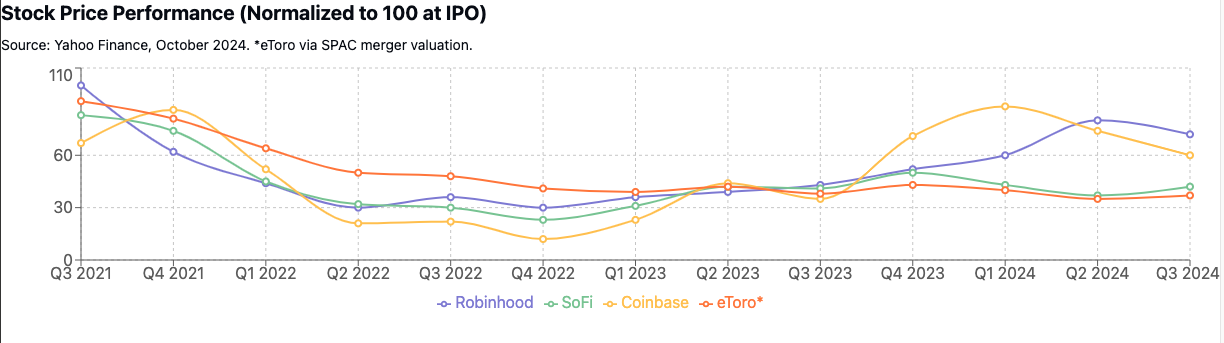 Stock Price Performance (Normalized to 100 at IPO)
Source: Yahoo Finance, October 2024. *eToro via SPAC merger valuation.
110
60
30
0
Q3 2021 Q4 2021 Q1 2022 Q2 2022 Q3 2022 Q4 2022 Q1 2023 Q2 2023 Q3 2023 Q4 2023 Q1 2024 Q2 2024 Q3 2024
Robinhood SoFi Coinbase eToro*